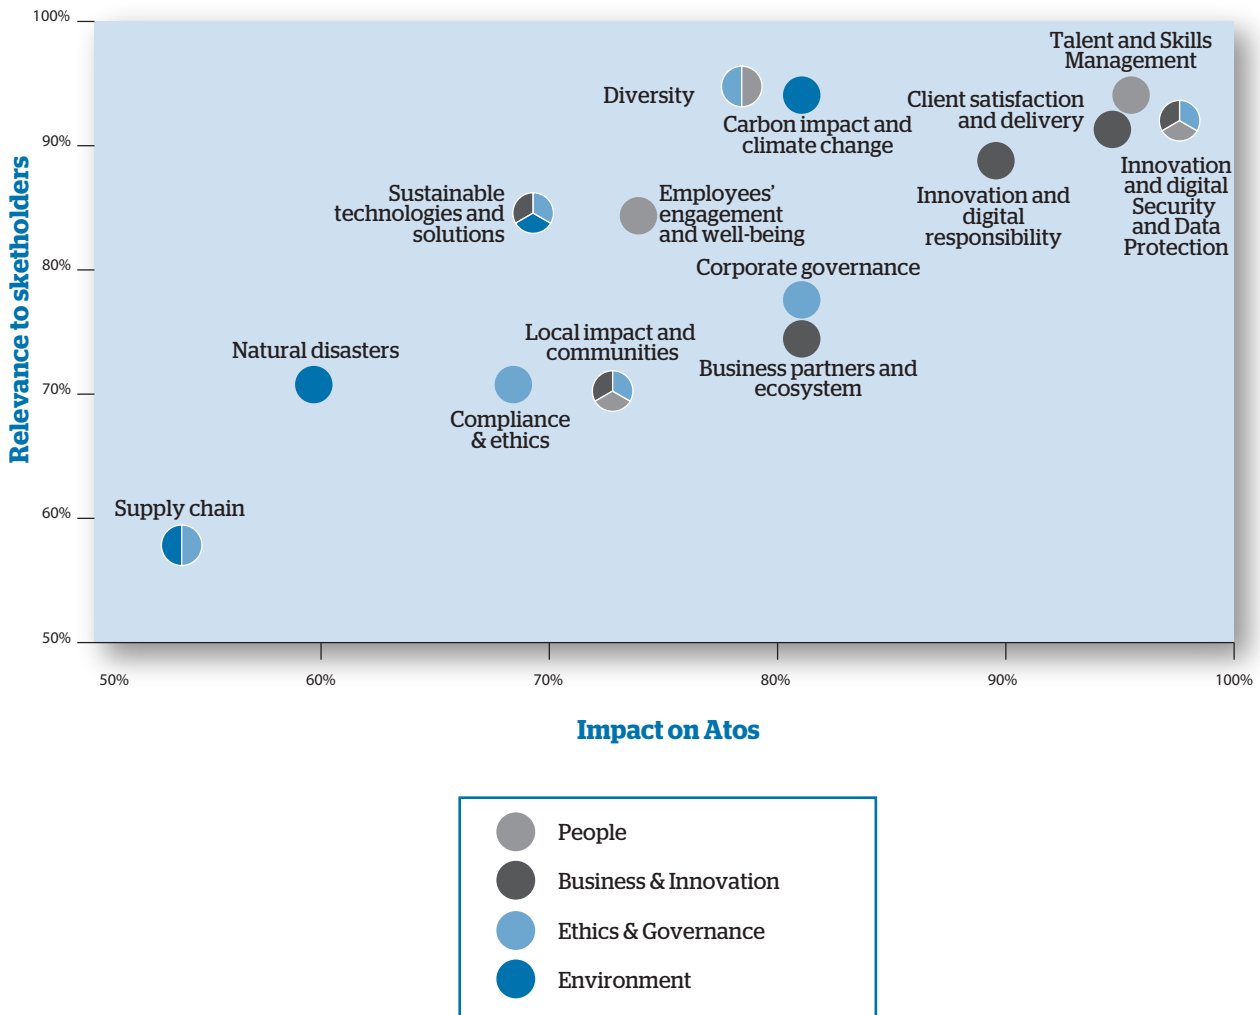 100%
90%
80%
70%
60%
50%
Relevance to sketholders
Talent and Skills
Management
Diversity
Carbon impact and
climate change
Client satisfaction
and delivery
Innovation
and digital
Security
and Data
Protection
Innovation and
digital
responsibility
Sustainable
technologies and
solutions
Employees’
engagement
and well-being
Corporate governance
Business partners and
ecosystem
Local impact and
communities
Natural disasters
Compliance
& ethics
Supply chain
50%
60%
70%
80%
90%
100%
Impact on Atos
People
Business & Innovation
Ethics & Governance
Environment